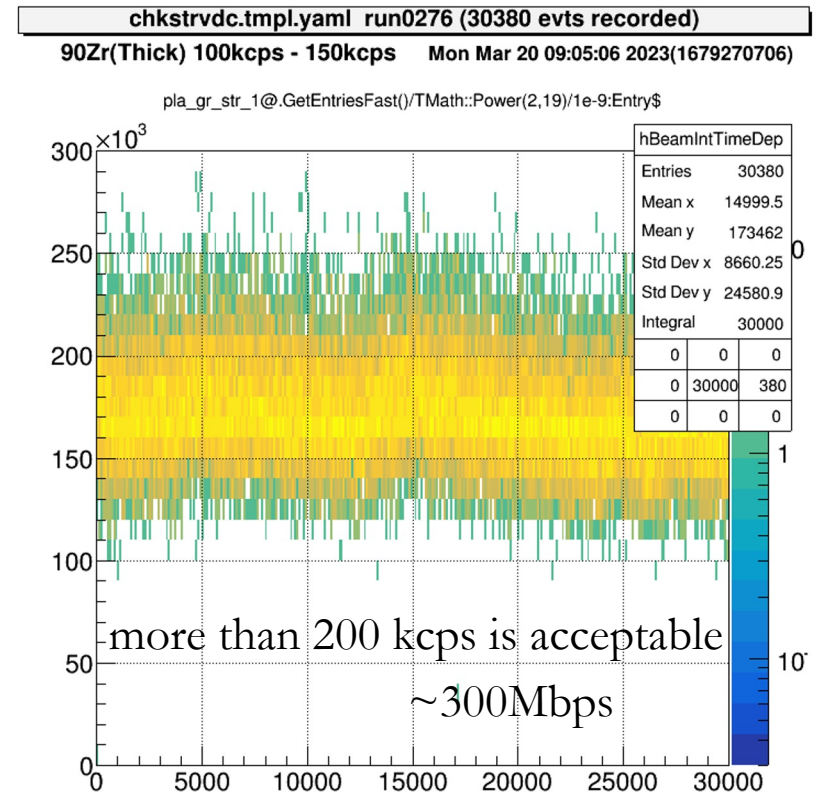 chkstrvdc.tmpl.yaml run0276 (30380 evts recorded)
90Zr(Thick) 100kcps - 150kcps Mon Mar 20 09:05:06 2023(1679270706)
pla_gr_str_1@.GetEntriesFast()/TMath::Power(2,19)/1e-9:Entry$
×10³
hBeamIntTimeDep
Entries 30380
Mean x 14999.5
Mean y 173462
Std Dev x 8660.25
Std Dev y 24580.9
Integral 30000
0 0 0
0 30000 380
0 0 0
300
250
200
150
100
50
0
0
1
10⁻
more than 200 kcps is acceptable
~300Mbps
0 5000 10000 15000 20000 25000 30000